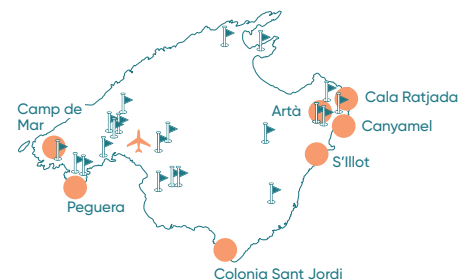 Cala Ratjada
Camp de
Mar
Artà
Canyamel
S'Illot
Peguera
Colonia Sant Jordi